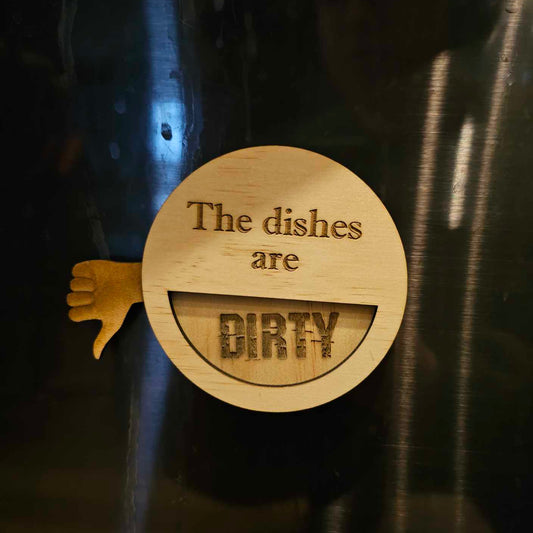 The dishes
are
DIRTY